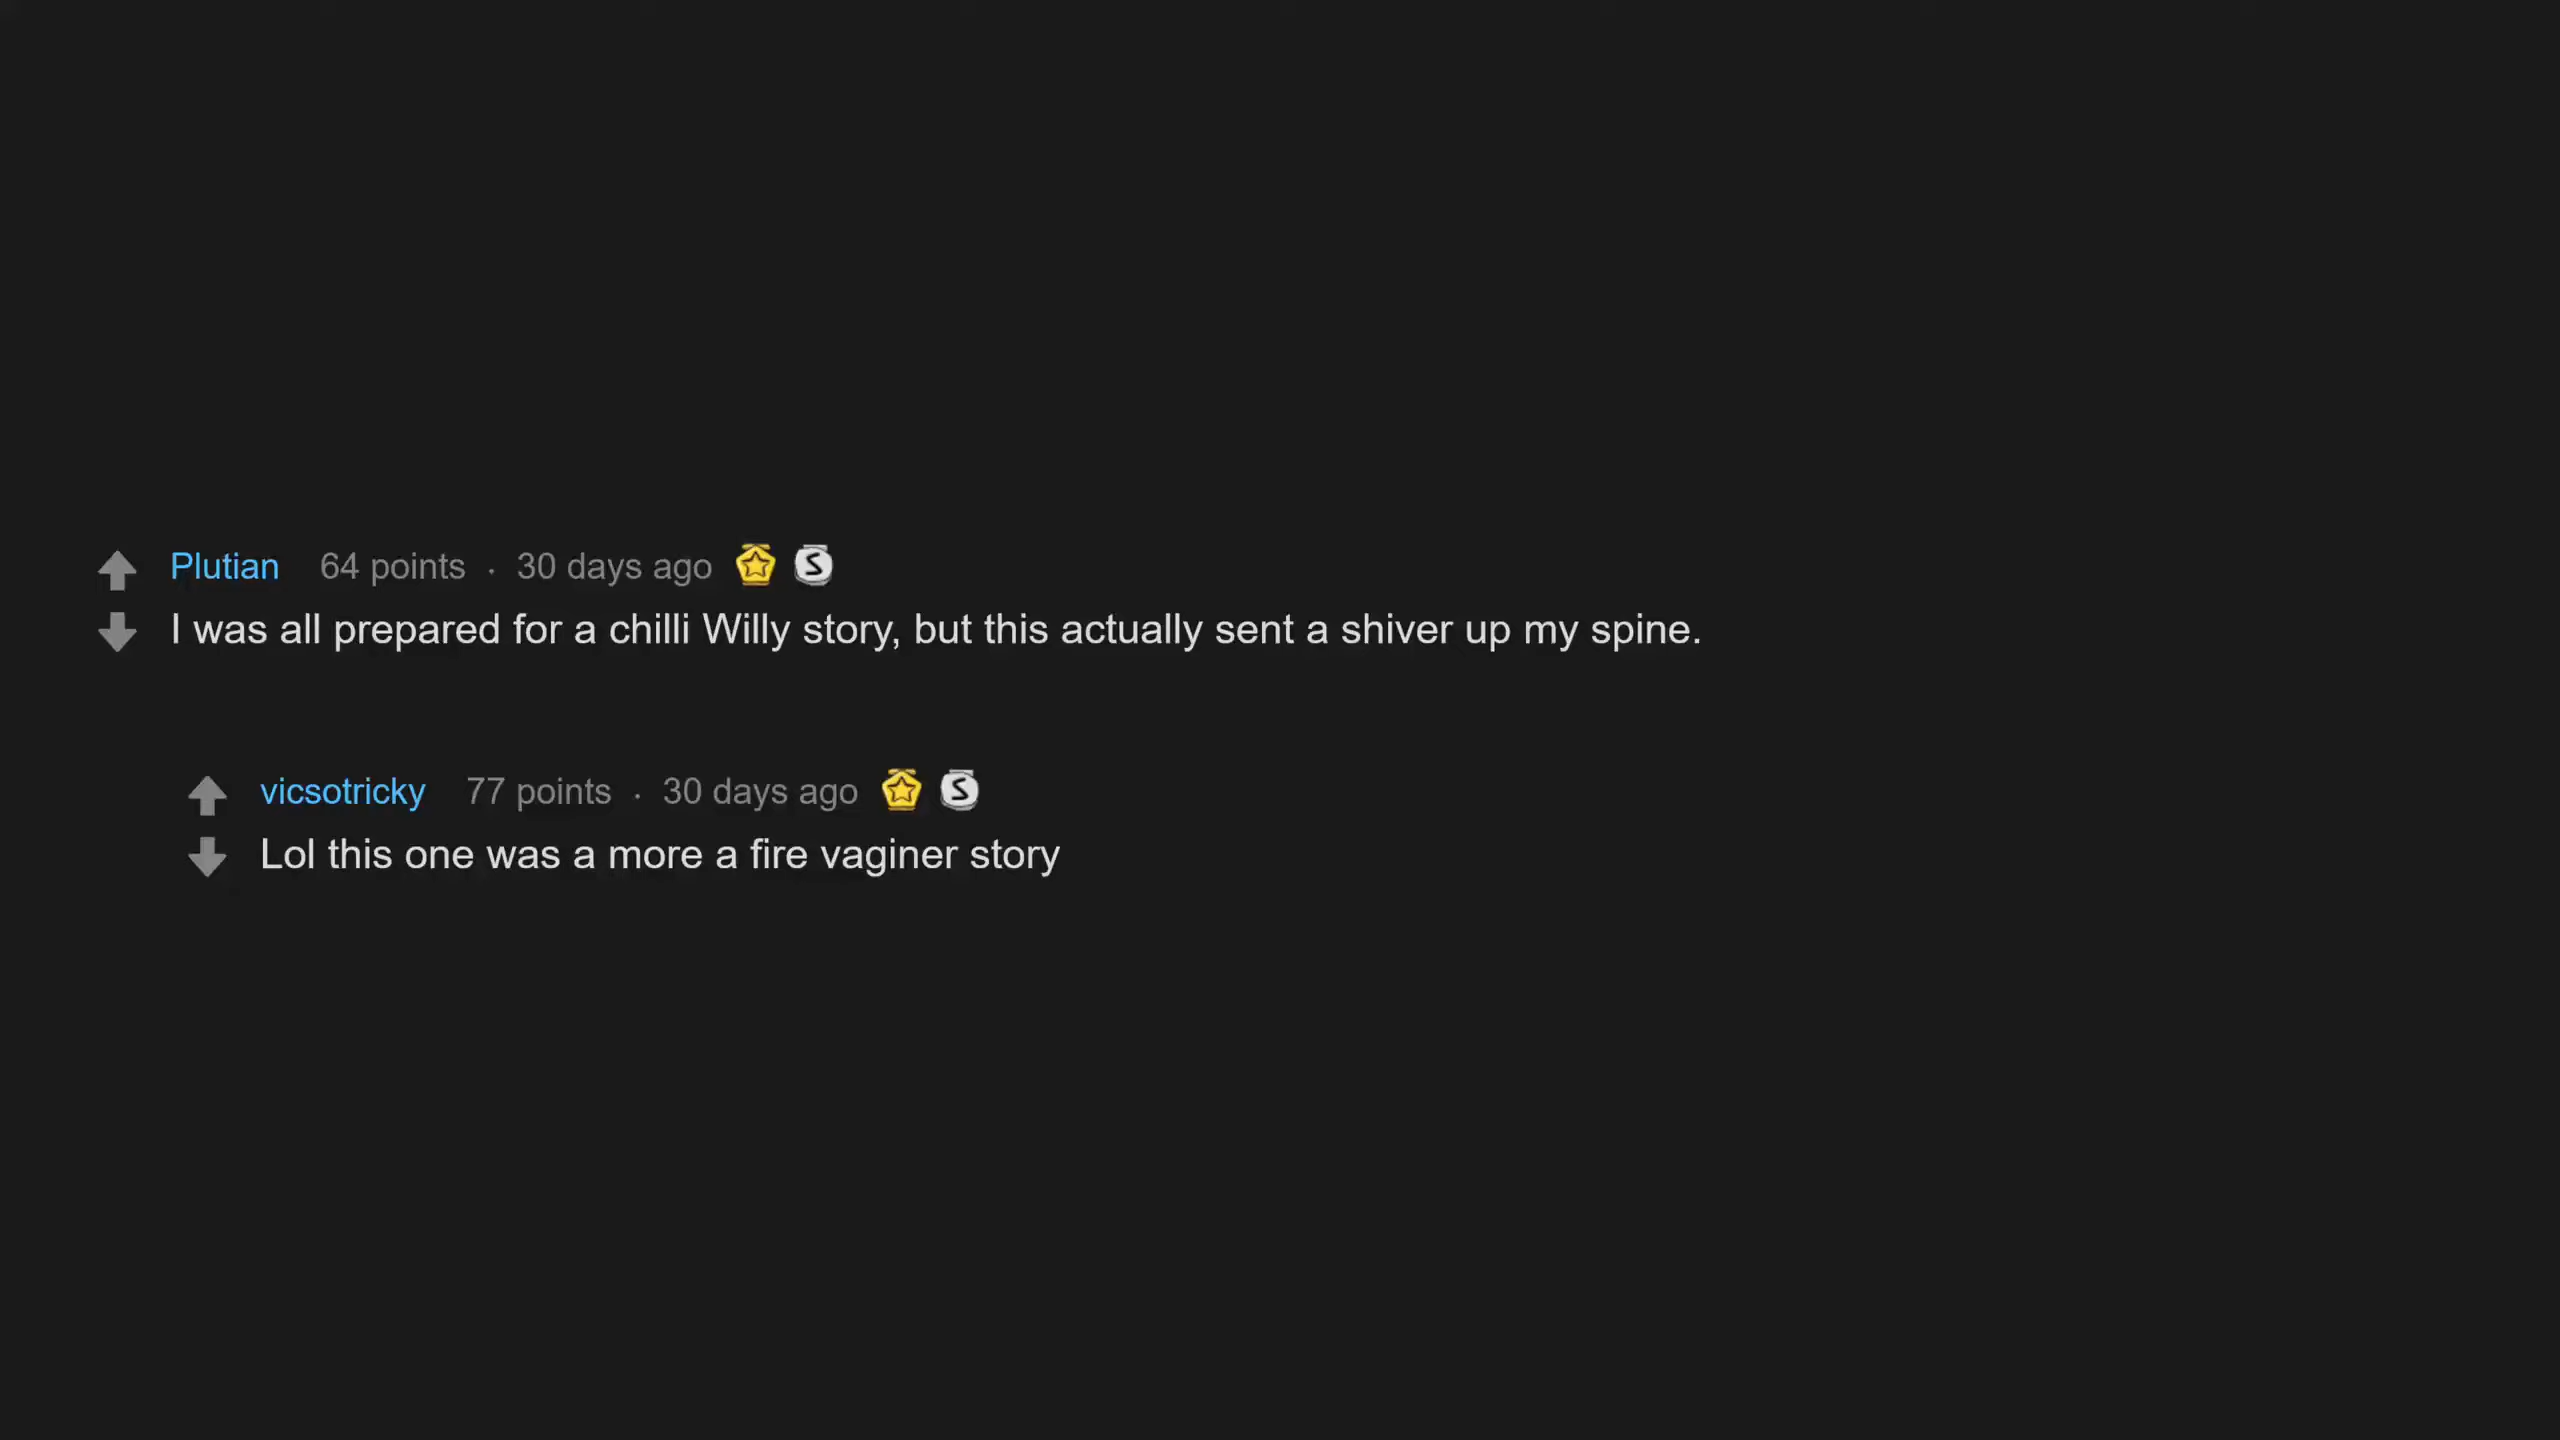 Plutian 64 points · 30 days ago
I was all prepared for a chilli Willy story, but this actually sent a shiver up my spine.
vicsotricky 77 points · 30 days ago
Lol this one was a more a fire vaginer story